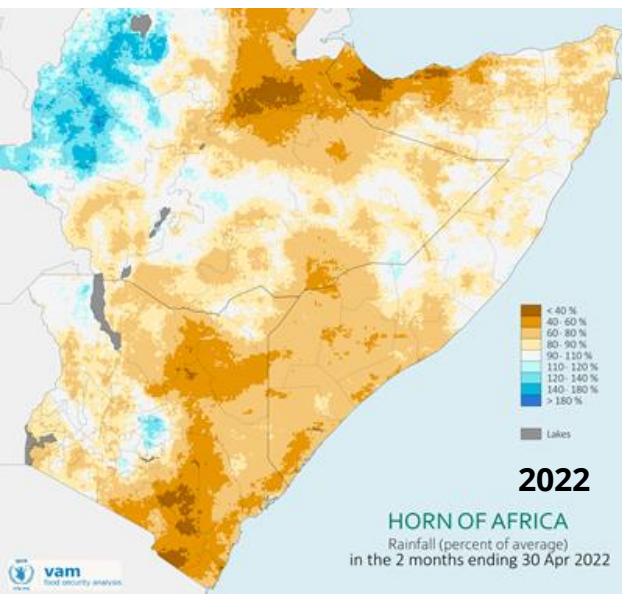 < 40 %
40- 60 %
60 - 80 %
80 - 90 %
90 - 110 %
110 - 120 %
120 - 140 %
140 - 180 %
> 180 %
Lakes
2022
HORN OF AFRICA
Rainfall (percent of average)
in the 2 months ending 30 Apr 2022
vam
food security analysis